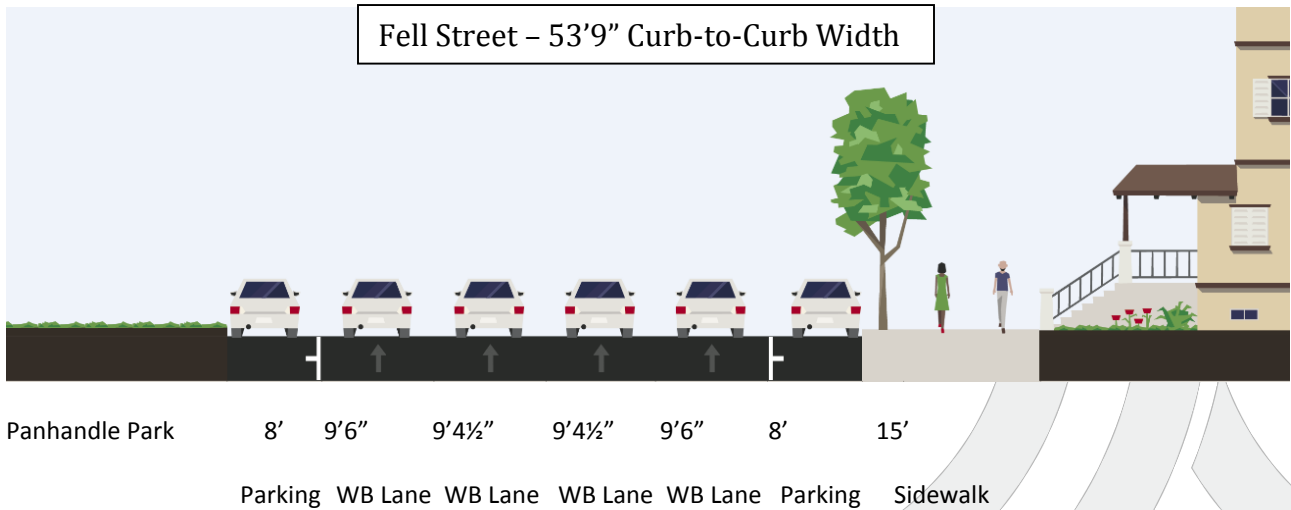 Fell Street – 53’9” Curb-to-Curb Width
Panhandle Park 8’ 9’6” 9’4½” 9’4½” 9’6” 8’ 15’
Parking WB Lane WB Lane WB Lane WB Lane Parking Sidewalk